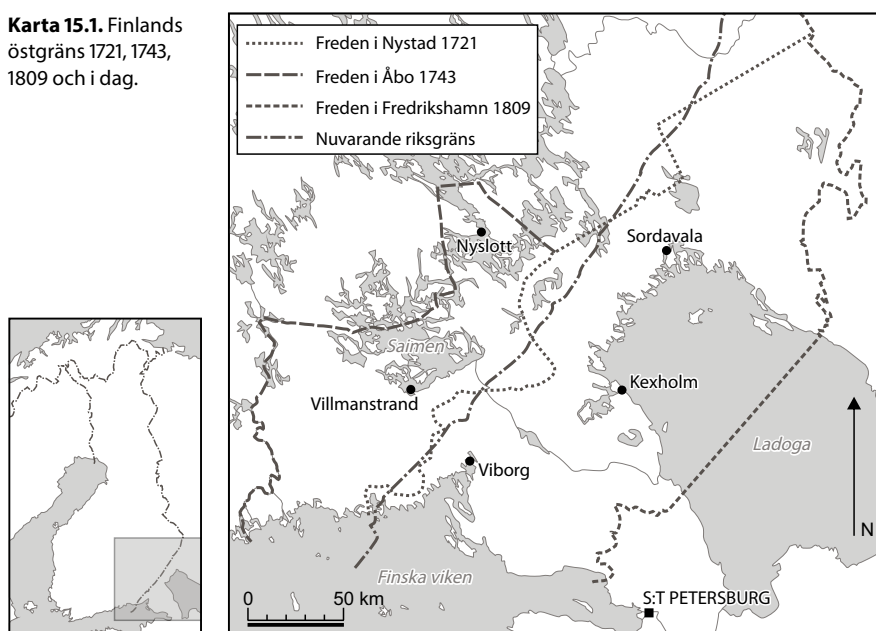 Karta 15.1. Finlands
östgräns 1721, 1743,
1809 och i dag.
Freden i Nystad 1721
Freden i Åbo 1743
Freden i Fredrikshamn 1809
Nuvarande riksgräns
Nyslott
Sordavala
Saimen
Villmanstrand
Kexholm
Ladoga
Viborg
N
Finska viken
0 50 km
S:T PETERSBURG